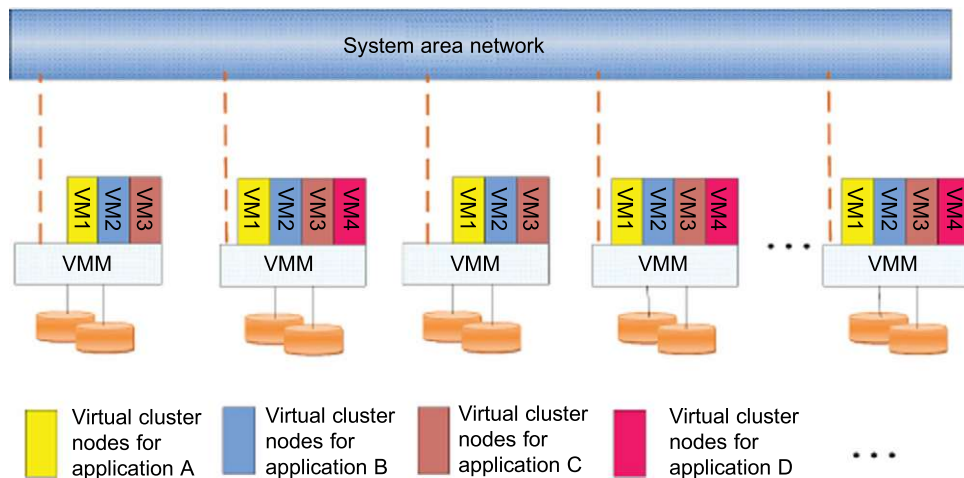 System area network
VM1 VM2 VM3
VM1 VM2 VM3 VM4
VM1 VM2 VM3
VM1 VM2 VM3 VM4
...
VM1 VM2 VM3 VM4
VMM
VMM
VMM
VMM
VMM
Virtual cluster
nodes for
application A
Virtual cluster
nodes for
application B
Virtual cluster
nodes for
application C
Virtual cluster
nodes for
application D
...